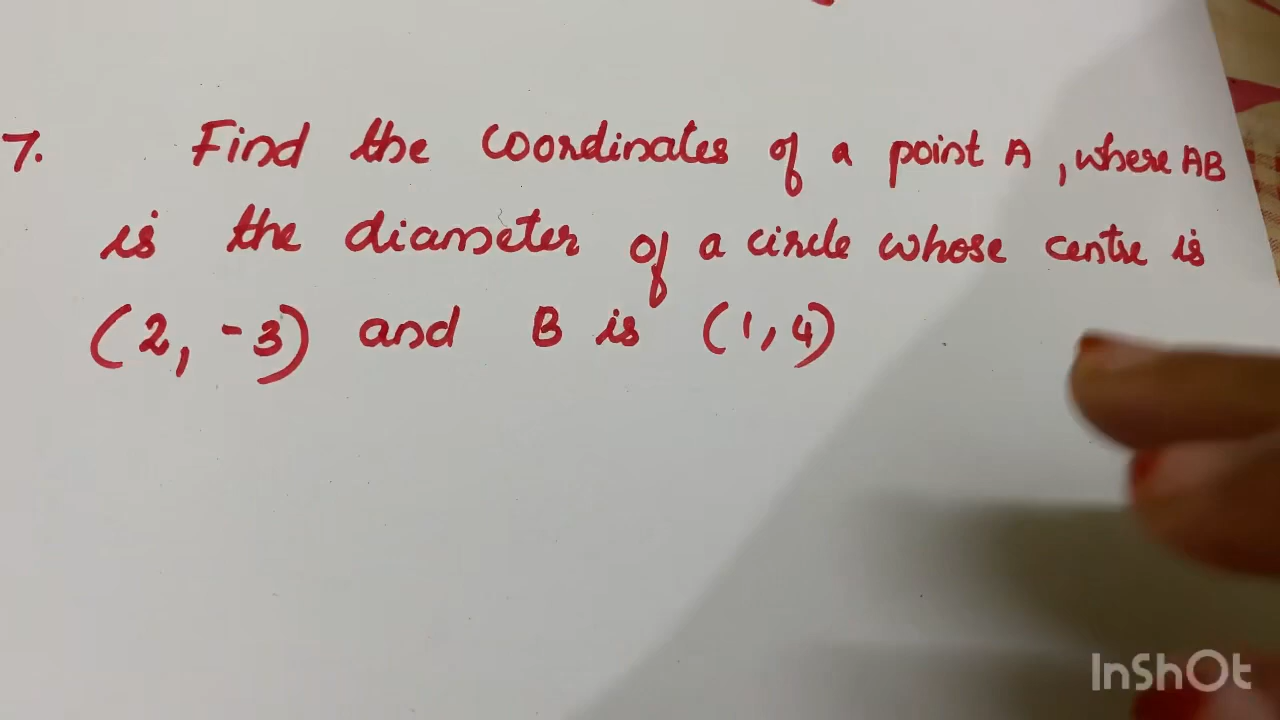 7. Find the coordinates of a point A, where AB
is the diameter of a circle whose centre is
(2, -3) and B is (1, 4)
InShOt